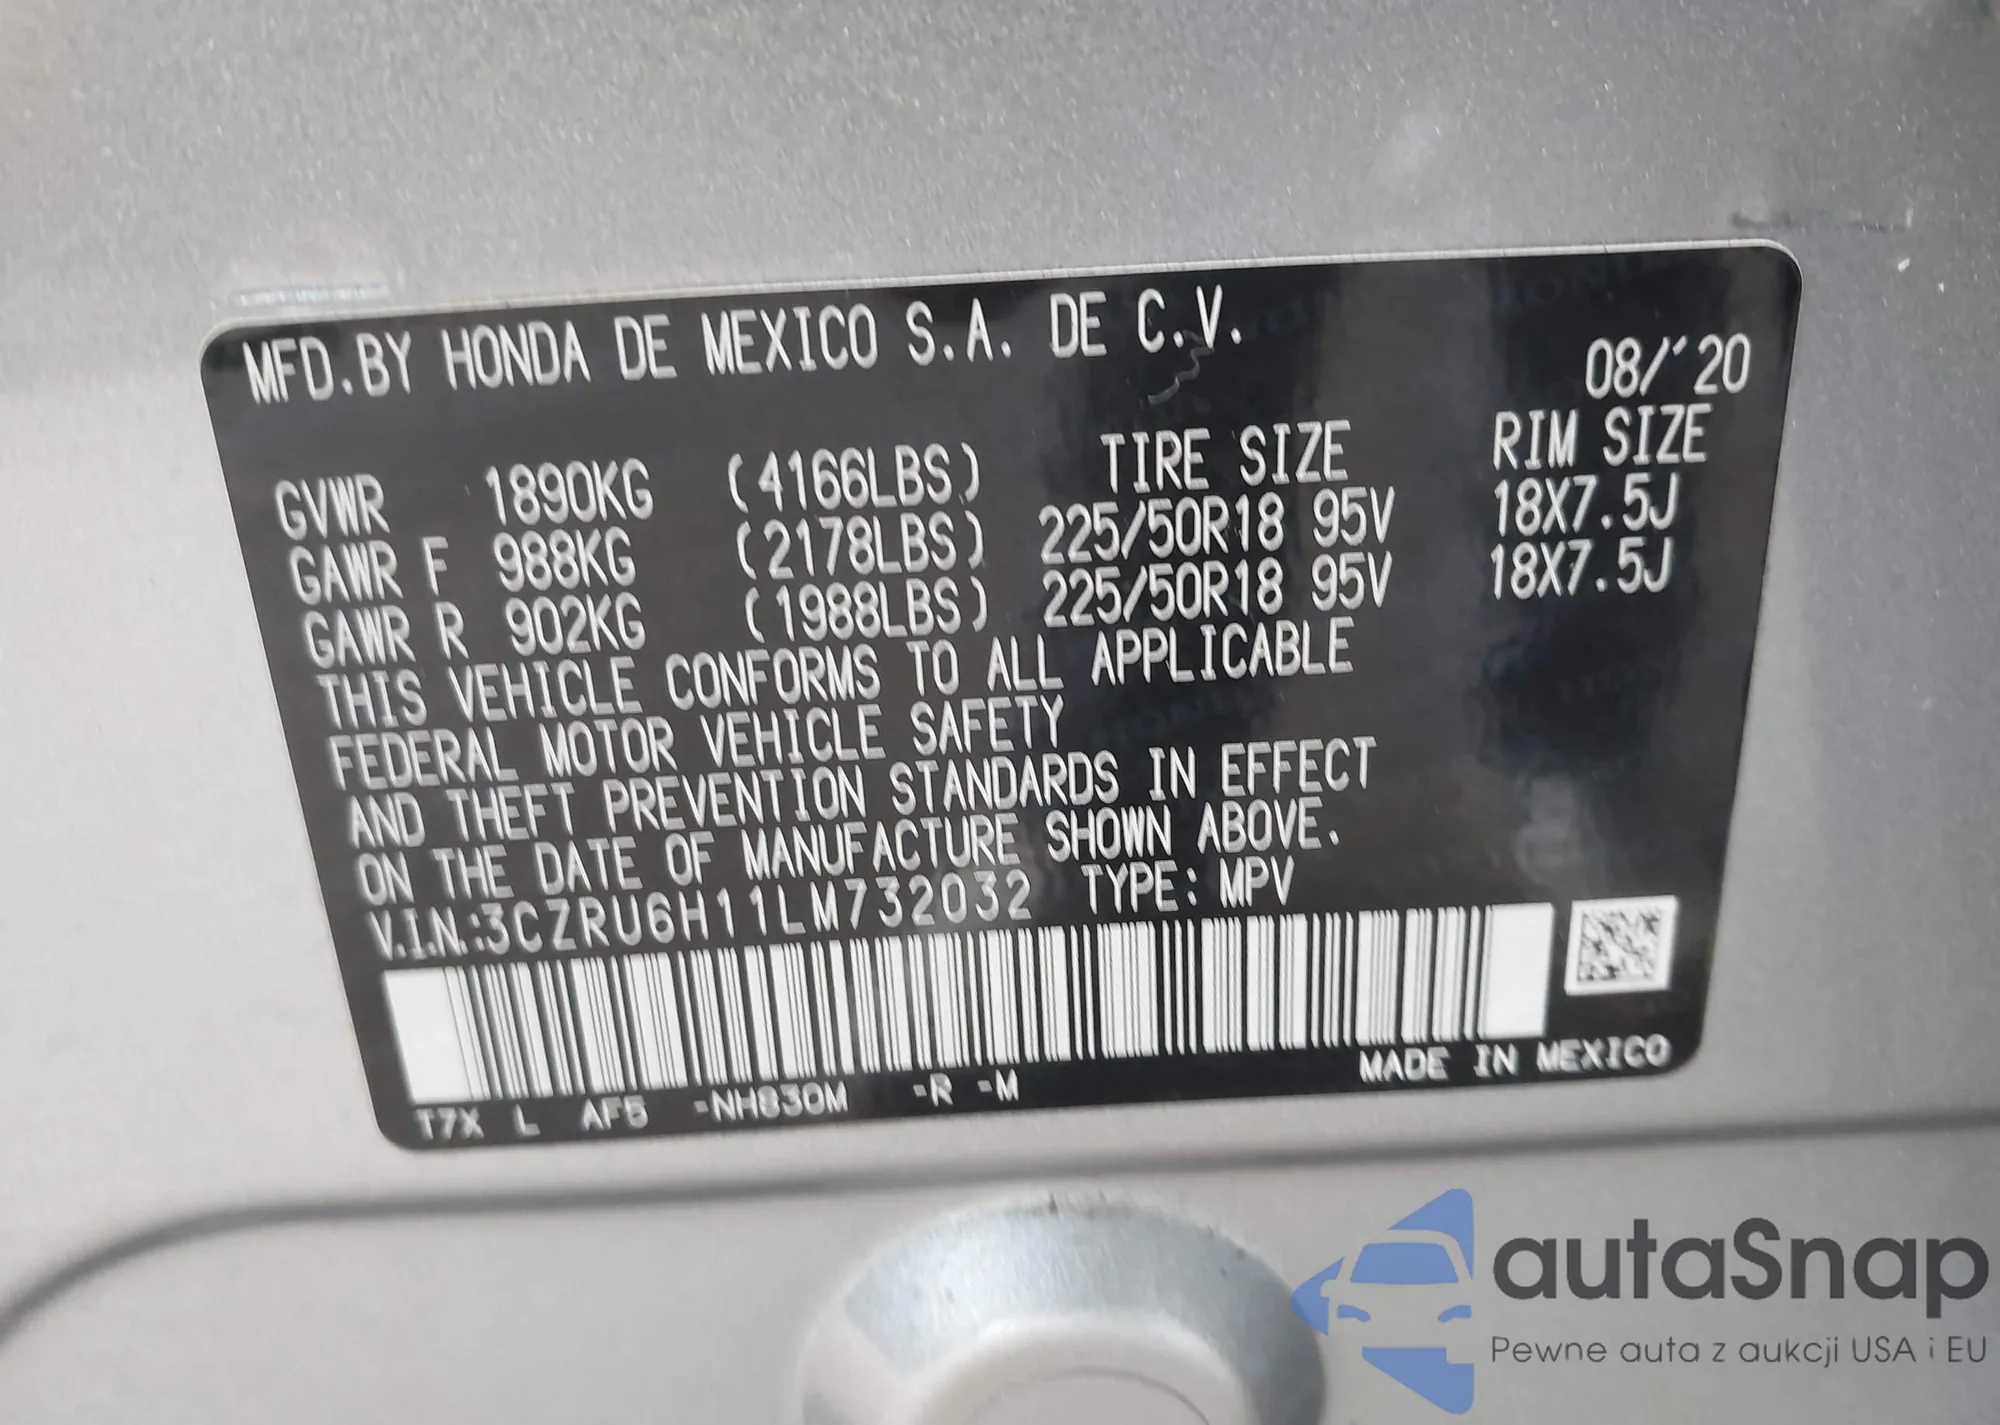 MFD.BY HONDA DE MEXICO S.A. DE C.V.
08/'20
TIRE SIZE RIM SIZE
GVWR 1890KG (4166LBS)
GAWR F 988KG (2178LBS) 225/50R18 95V 18X7.5J
GAWR R 902KG (1988LBS) 225/50R18 95V 18X7.5J
THIS VEHICLE CONFORMS TO ALL APPLICABLE
FEDERAL MOTOR VEHICLE SAFETY
AND THEFT PREVENTION STANDARDS IN EFFECT
ON THE DATE OF MANUFACTURE SHOWN ABOVE.
V.I.N.:3CZRU6H11LM732032 TYPE: MPV
MADE IN MEXICO
T7X L AF5 -NH830M -R -M
autaSnap
Pewne auta z aukcji USA i EU